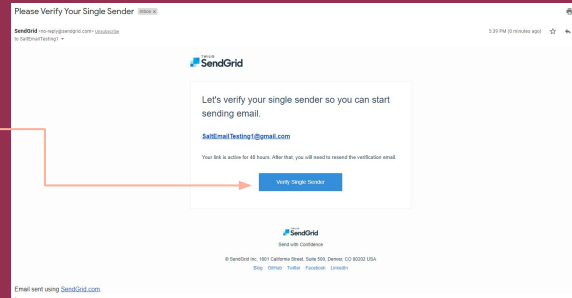 Please Verify Your Single Sender Inbox x
SendGrid <no-reply@sendgrid.com> Unsubscribe
to SaltEmailTesting1
5:09 PM (0 minutes ago)
TWILIO
SendGrid
Let's verify your single sender so you can start
sending email.
SaltEmailTesting1@gmail.com
Your link is active for 48 hours. After that, you will need to resend the verification email.
Verify Single Sender
SendGrid
Send with Confidence
© SendGrid Inc. 1801 California Street, Suite 500, Denver, CO 80202 USA
Blog GitHub Twitter Facebook LinkedIn
Email sent using SendGrid.com